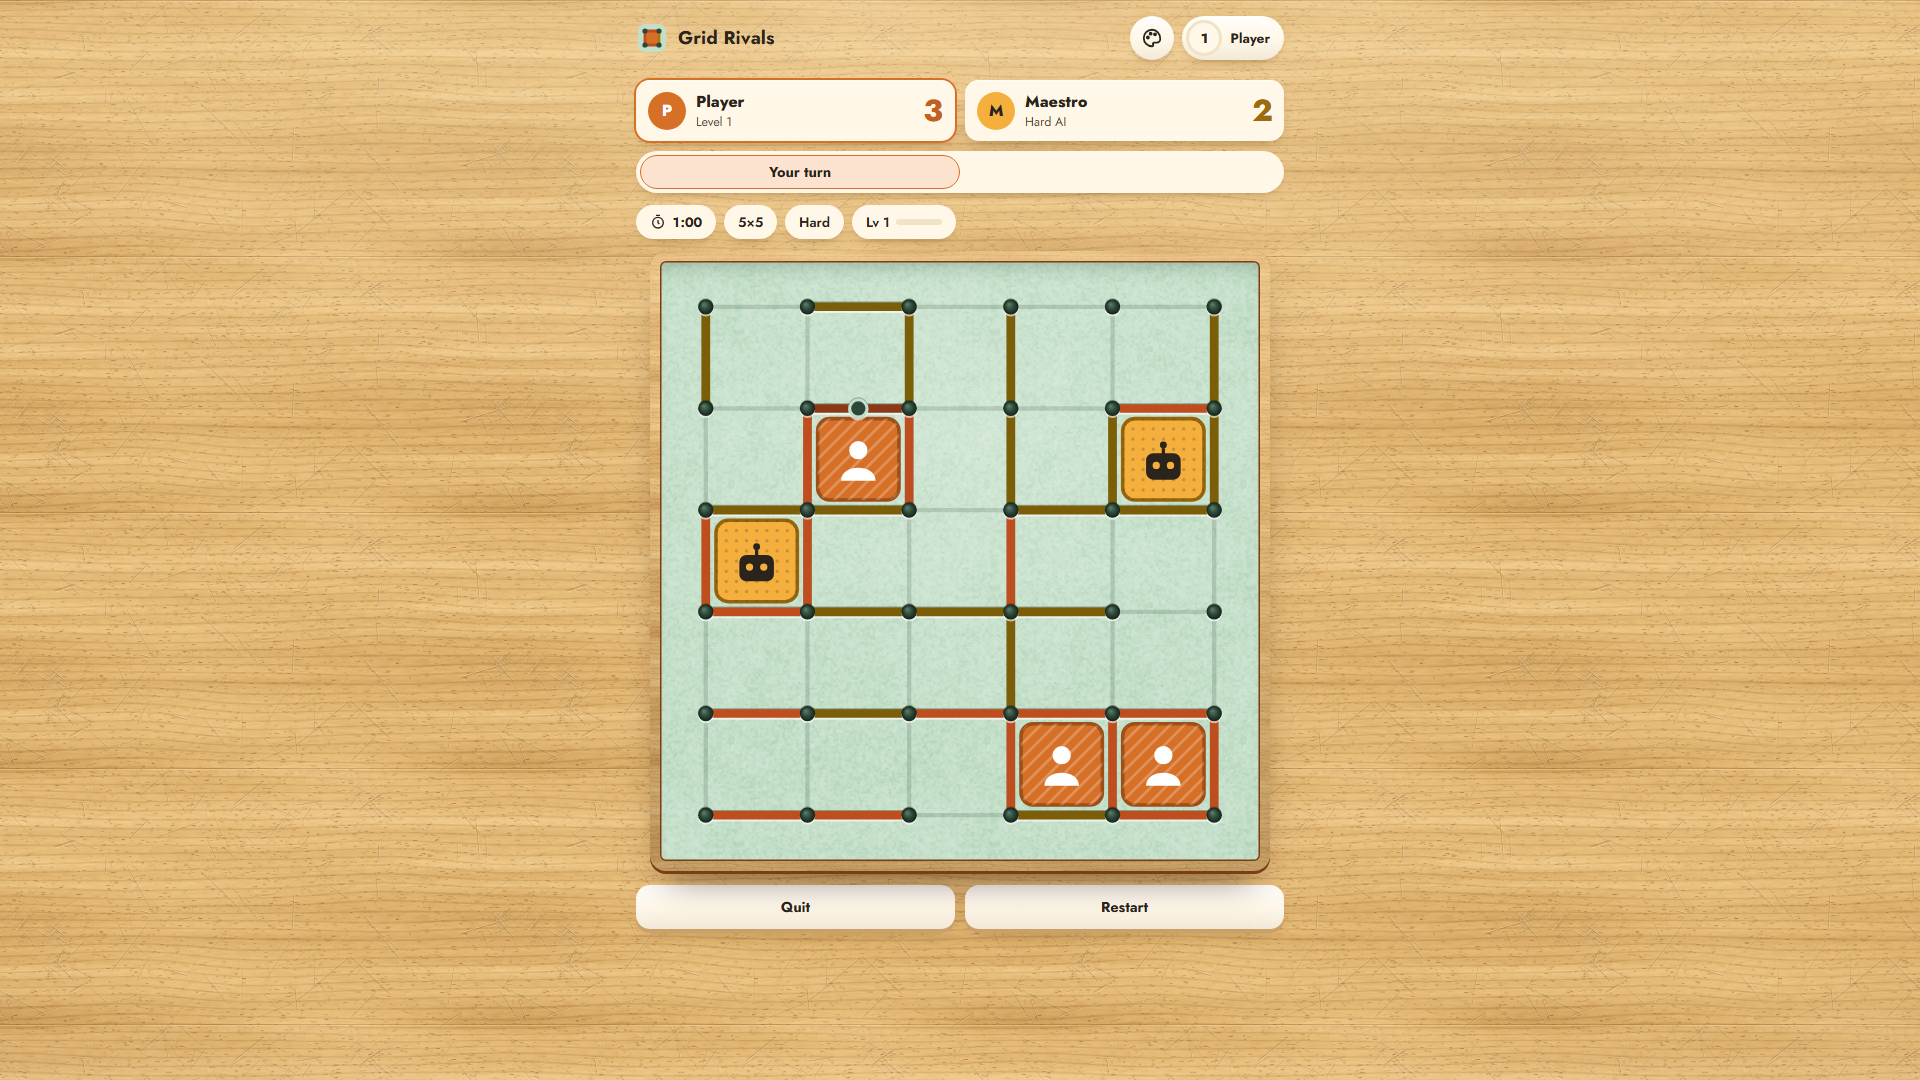 Grid Rivals
1 Player
P Player 3
Level 1
M Maestro 2
Hard AI
Your turn
1:00 5×5 Hard Lv 1
Quit Restart